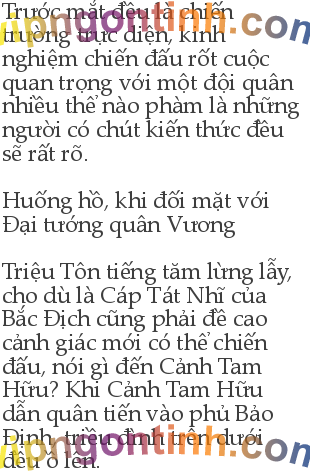 Trước mắt đều là chiến
trường trực diện, kinh
nghiệm chiến đấu rốt cuộc
quan trọng với một đội quân
nhiều thế nào phàm là những
người có chút kiến thức đều
sẽ rất rõ.
Huống hồ, khi đối mặt với
Đại tướng quân Vương
Triệu Tôn tiếng tăm lừng lẫy,
cho dù là Cáp Tát Nhĩ của
Bắc Địch cũng phải đề cao
cảnh giác mới có thể chiến
đấu, nói gì đến Cảnh Tam
Hữu? Khi Cảnh Tam Hữu
dẫn quân tiến vào phủ Bảo
Định, triều đình trên dưới
đều ồ lên.
vipngontinh.com
vipngontinh.com